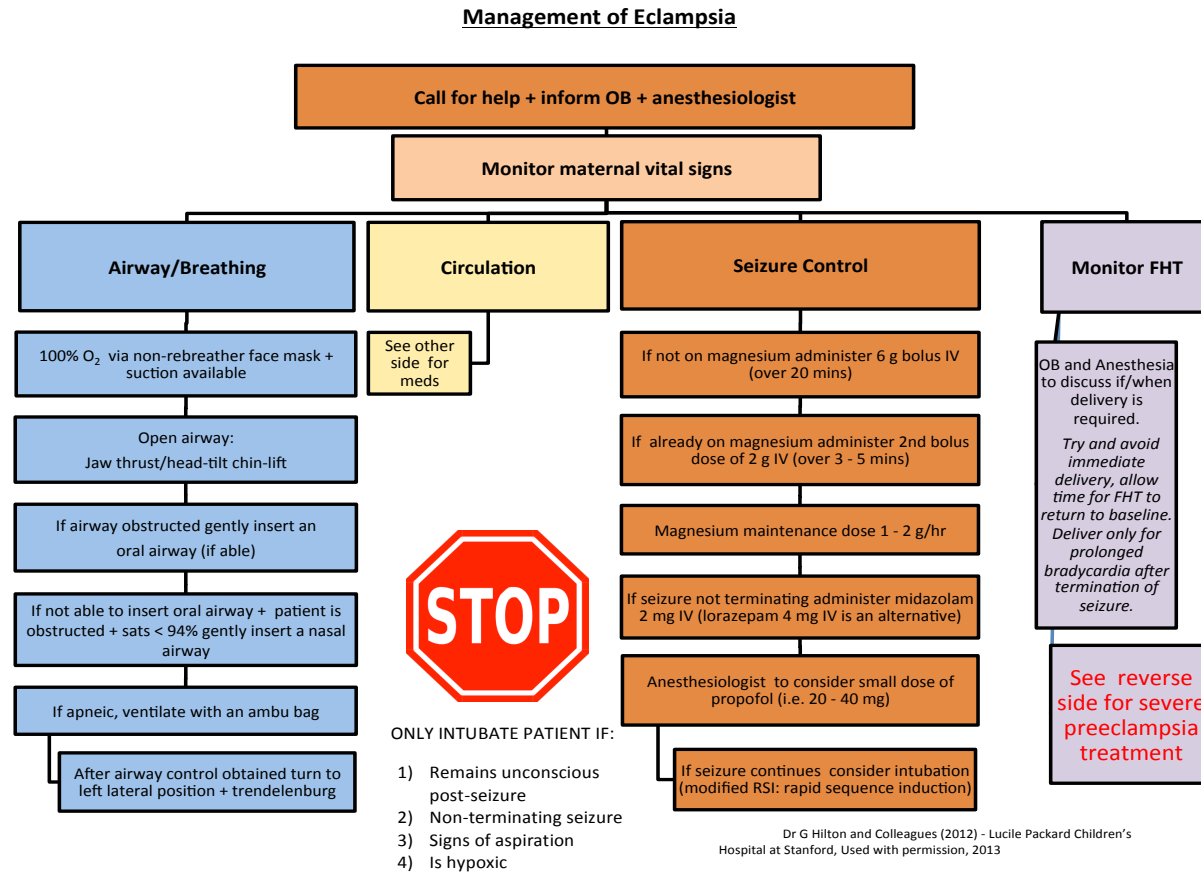 Management of Eclampsia
Call for help + inform OB + anesthesiologist
Monitor maternal vital signs
Airway/Breathing
100% O₂ via non-rebreather face mask +
suction available
Open airway:
Jaw thrust/head-tilt chin-lift
If airway obstructed gently insert an
oral airway (if able)
If not able to insert oral airway + patient is
obstructed + sats < 94% gently insert a nasal
airway
If apneic, ventilate with an ambu bag
After airway control obtained turn to
left lateral position + trendelenburg
Circulation
See other
side for
meds
STOP
ONLY INTUBATE PATIENT IF:
1) Remains unconscious
post-seizure
2) Non-terminating seizure
3) Signs of aspiration
4) Is hypoxic
Seizure Control
If not on magnesium administer 6 g bolus IV
(over 20 mins)
If already on magnesium administer 2nd bolus
dose of 2 g IV (over 3 - 5 mins)
Magnesium maintenance dose 1 - 2 g/hr
If seizure not terminating administer midazolam
2 mg IV (lorazepam 4 mg IV is an alternative)
Anesthesiologist to consider small dose of
propofol (i.e. 20 - 40 mg)
If seizure continues consider intubation
(modified RSI: rapid sequence induction)
Monitor FHT
OB and Anesthesia
to discuss if/when
delivery is
required.
Try and avoid
immediate
delivery, allow
time for FHT to
return to baseline.
Deliver only for
prolonged
bradycardia after
termination of
seizure.
See reverse
side for severe
preeclampsia
treatment
Dr G Hilton and Colleagues (2012) - Lucile Packard Children's
Hospital at Stanford, Used with permission, 2013